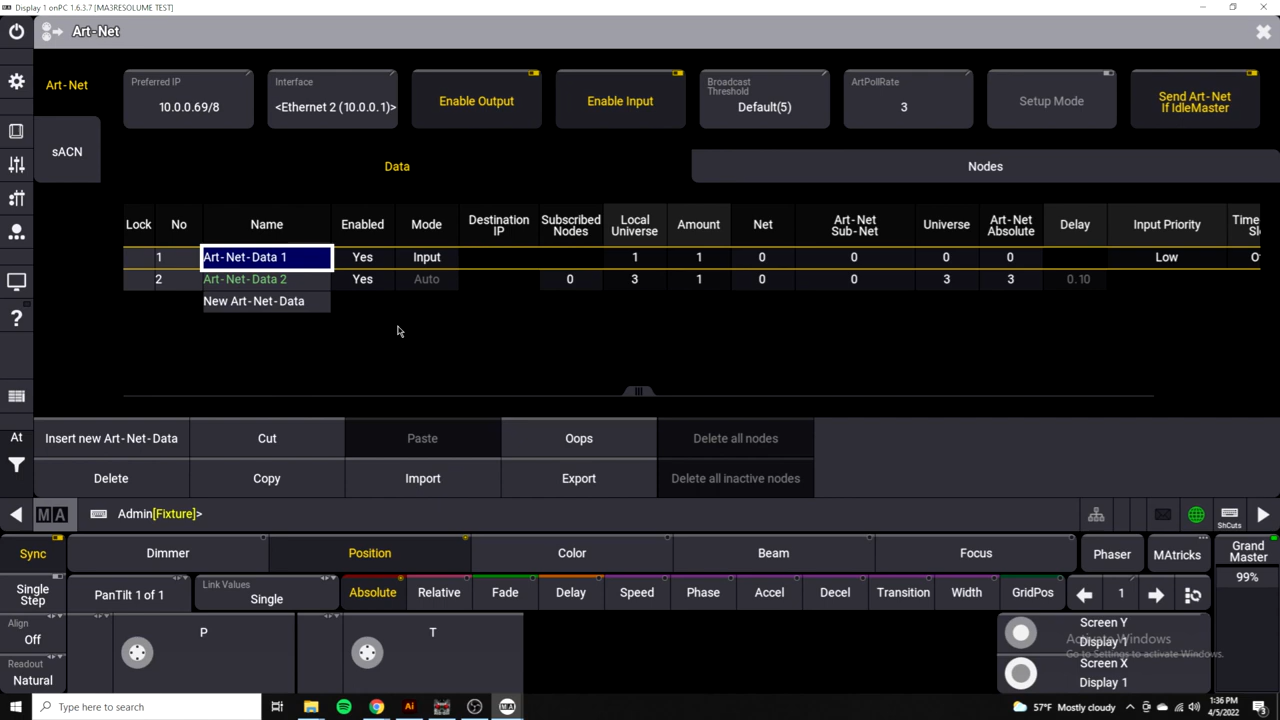 Display 1 onPC 1.6.3.7 [MA3RESOLUME TEST]
Art-Net
Art-Net
sACN
Preferred IP
10.0.0.69/8
Interface
<Ethernet 2 (10.0.0.1)>
Enable Output
Enable Input
Broadcast
Threshold
Default(5)
ArtPollRate
3
Setup Mode
Send Art-Net
If IdleMaster
Data
Nodes
Lock No Name Enabled Mode Destination IP Subscribed Nodes Local Universe Amount Net Art-Net Sub-Net Universe Art-Net Absolute Delay Input Priority Time Sl
1 Art-Net-Data 1 Yes Input 1 1 0 0 0 0 Low O
2 Art-Net-Data 2 Yes Auto 0 3 1 0 0 3 3 0.10
New Art-Net-Data
Insert new Art-Net-Data Cut Paste Oops Delete all nodes
Delete Copy Import Export Delete all inactive nodes
At
MA Admin[Fixture]> ShCuts
Sync Dimmer Position Color Beam Focus Phaser MAtricks Grand Master
99%
Single
Step
PanTilt 1 of 1
Link Values
Single
Absolute Relative Fade Delay Speed Phase Accel Decel Transition Width GridPos 1
Align
Off
P
T
Screen Y
Display 1
Readout
Natural
Screen X
Display 1
Activate Windows
Go to Settings to activate Windows.
Type here to search
Ai
MA
57°F Mostly cloudy
1:36 PM
4/5/2022
3